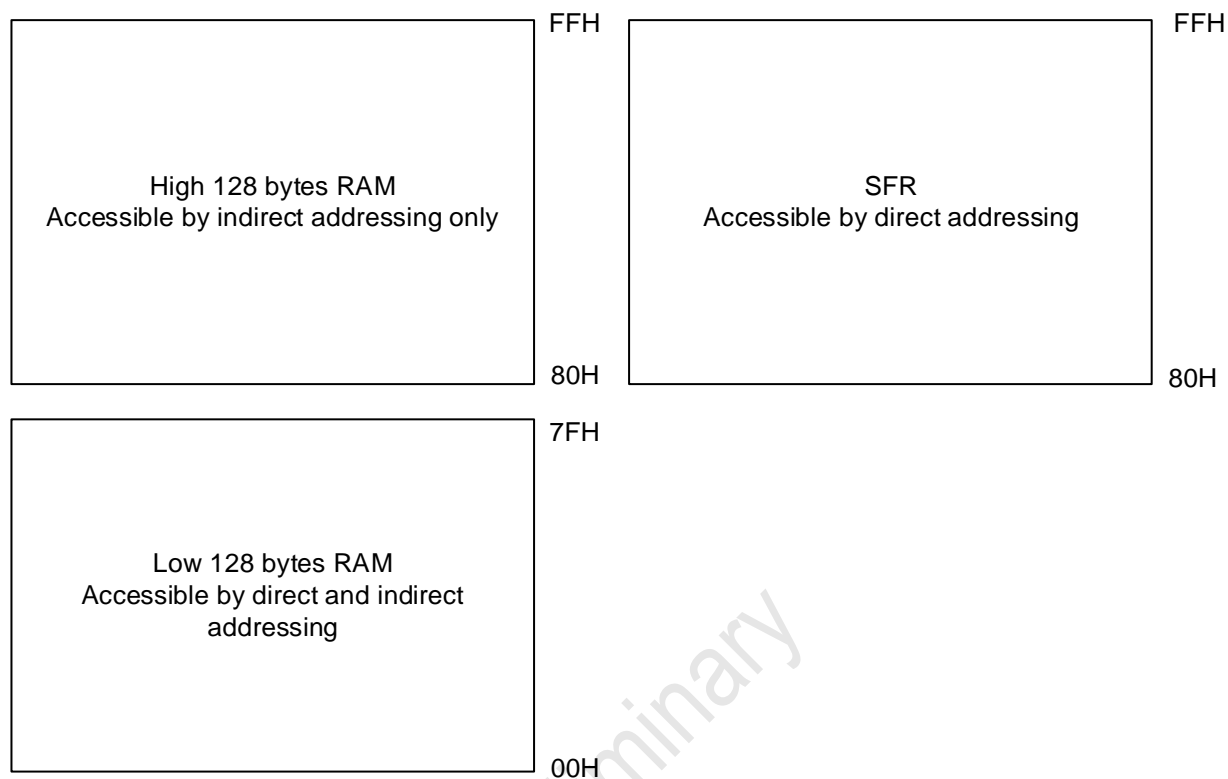 FFH
High 128 bytes RAM
Accessible by indirect addressing only
80H
FFH
SFR
Accessible by direct addressing
80H
7FH
Low 128 bytes RAM
Accessible by direct and indirect
addressing
00H
minary